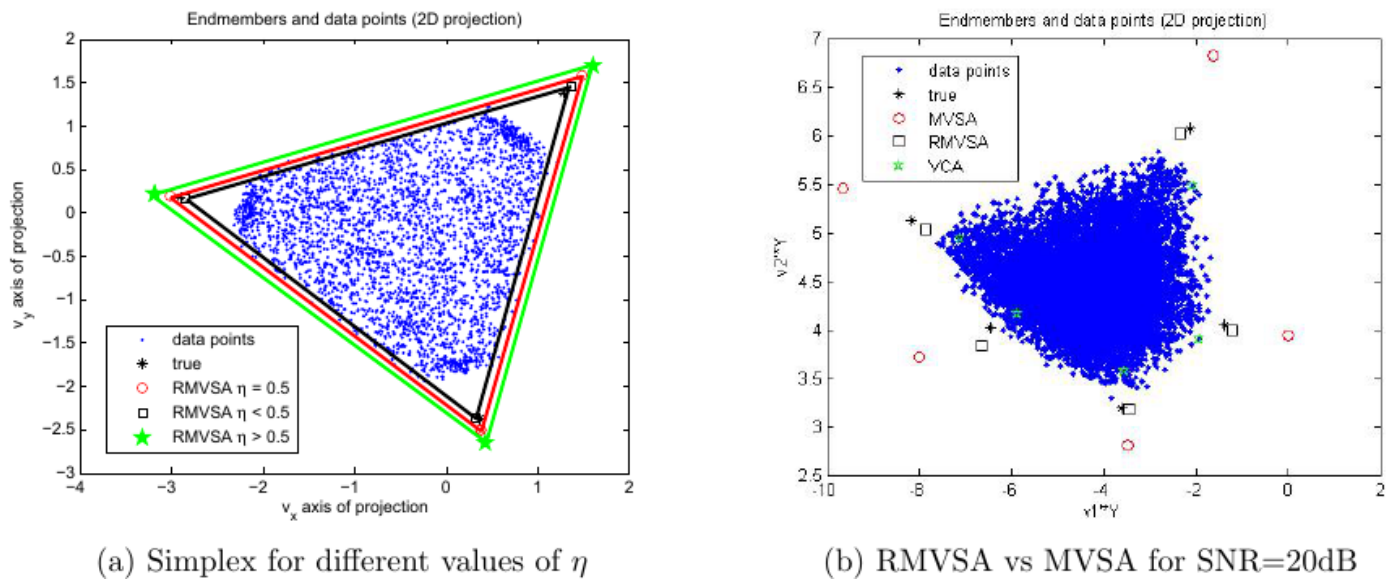 Endmembers and data points (2D projection)
2
1.5
1
0.5
0
−0.5
−1
−1.5
−2
−2.5
−3
v_y axis of projection
data points
true
RMVSA η = 0.5
RMVSA η < 0.5
RMVSA η > 0.5
−4
−3
−2
−1
0
1
2
v_x axis of projection
(a) Simplex for different values of η
Endmembers and data points (2D projection)
7
6.5
6
5.5
5
4.5
4
3.5
3
2.5
v2'*Y
data points
true
MVSA
RMVSA
VCA
-10
-8
-6
-4
-2
0
2
v1'*Y
(b) RMVSA vs MVSA for SNR=20dB